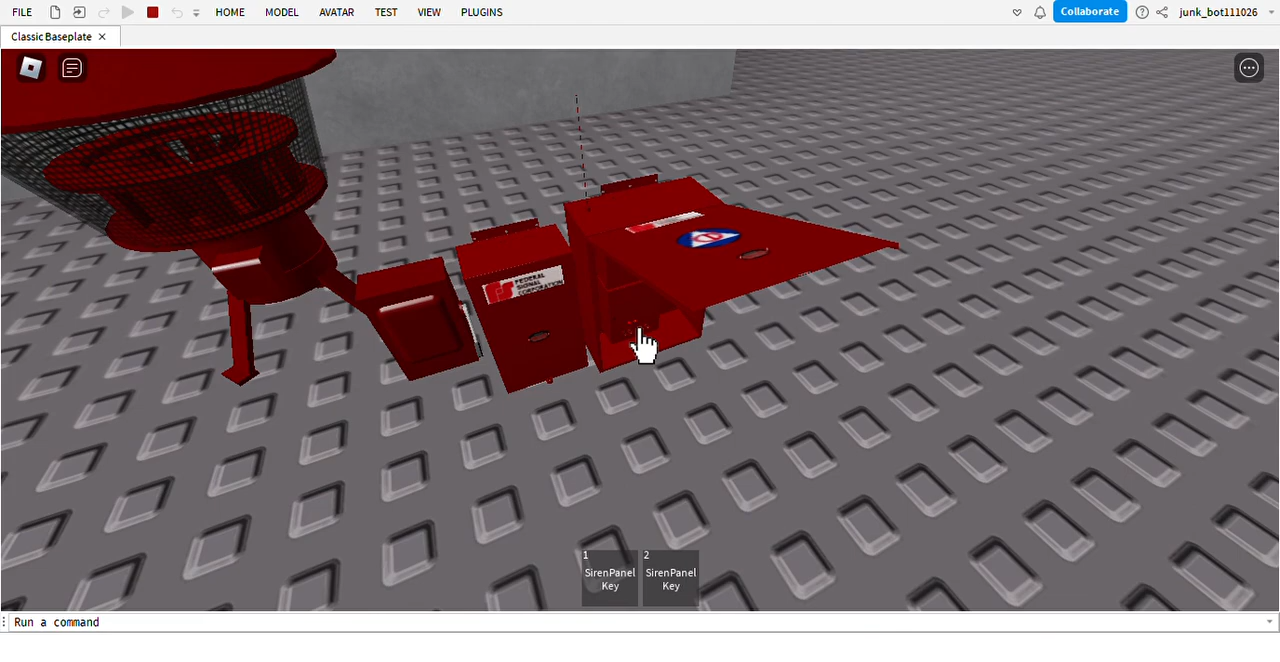 FILE HOME MODEL AVATAR TEST VIEW PLUGINS Collaborate junk_bot111026
Classic Baseplate
CD
FEDERAL
SIGNAL
CORPORATION
1 2
SirenPanel SirenPanel
Key Key
Run a command